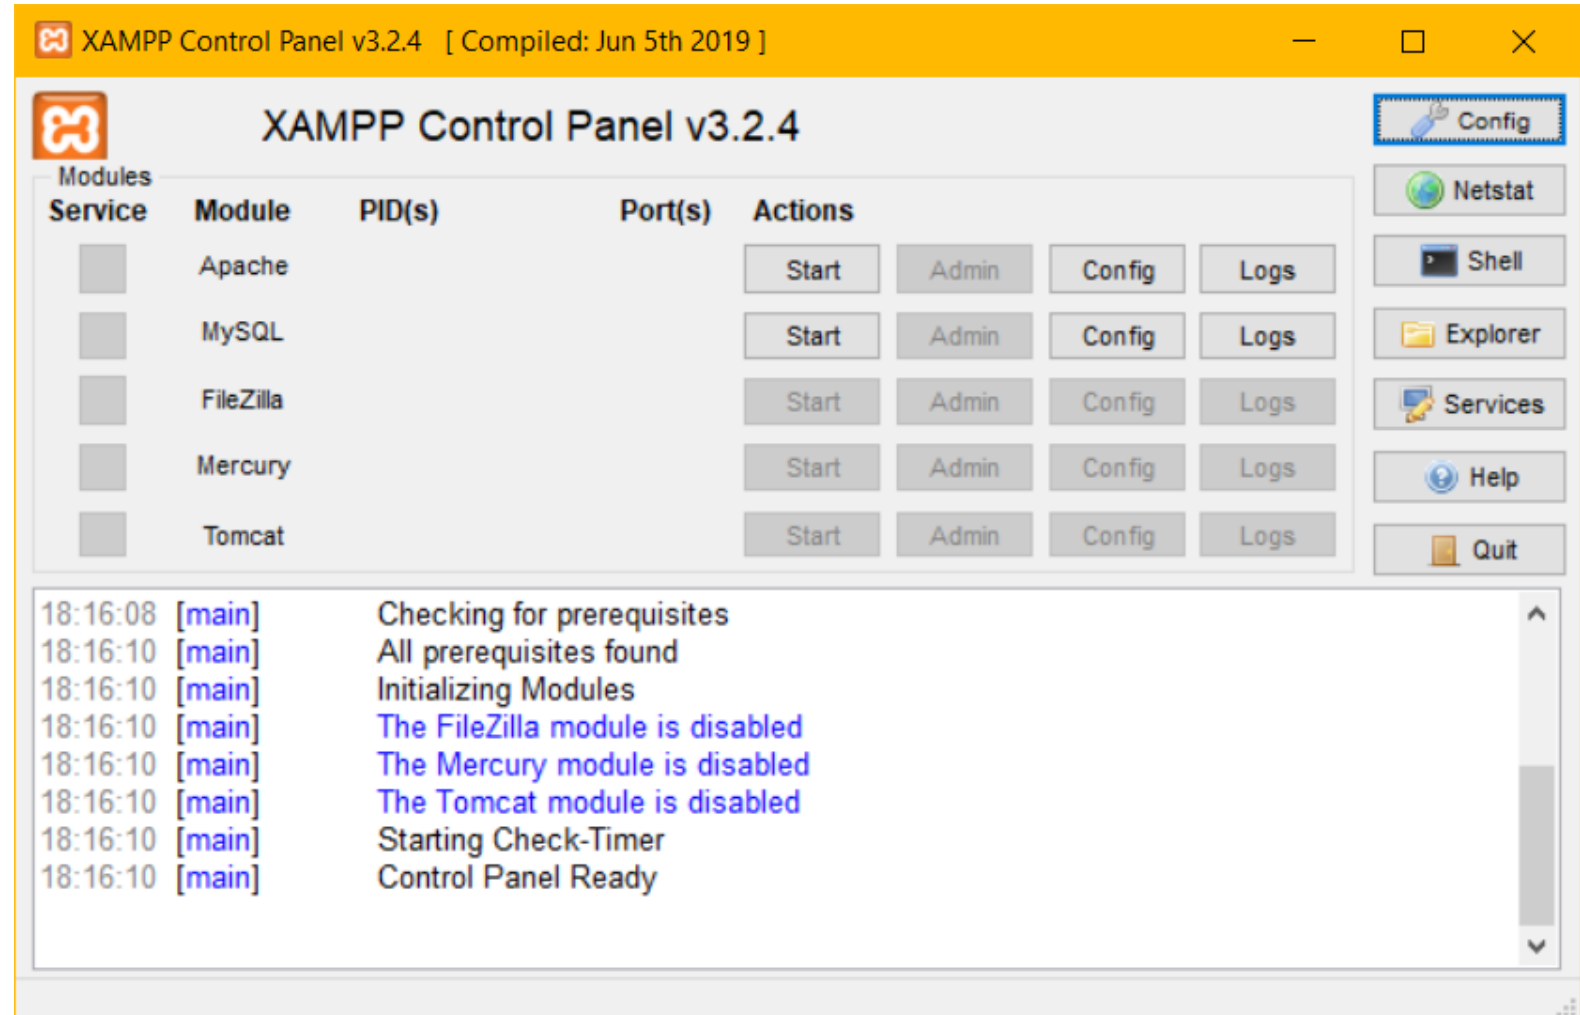 XAMPP Control Panel v3.2.4 [ Compiled: Jun 5th 2019 ]
XAMPP Control Panel v3.2.4
Config
Modules
Service Module PID(s) Port(s) Actions
Netstat
Apache Start Admin Config Logs
Shell
MySQL Start Admin Config Logs
Explorer
FileZilla Start Admin Config Logs
Services
Mercury Start Admin Config Logs
Help
Tomcat Start Admin Config Logs
Quit
18:16:08 [main] Checking for prerequisites
18:16:10 [main] All prerequisites found
18:16:10 [main] Initializing Modules
18:16:10 [main] The FileZilla module is disabled
18:16:10 [main] The Mercury module is disabled
18:16:10 [main] The Tomcat module is disabled
18:16:10 [main] Starting Check-Timer
18:16:10 [main] Control Panel Ready